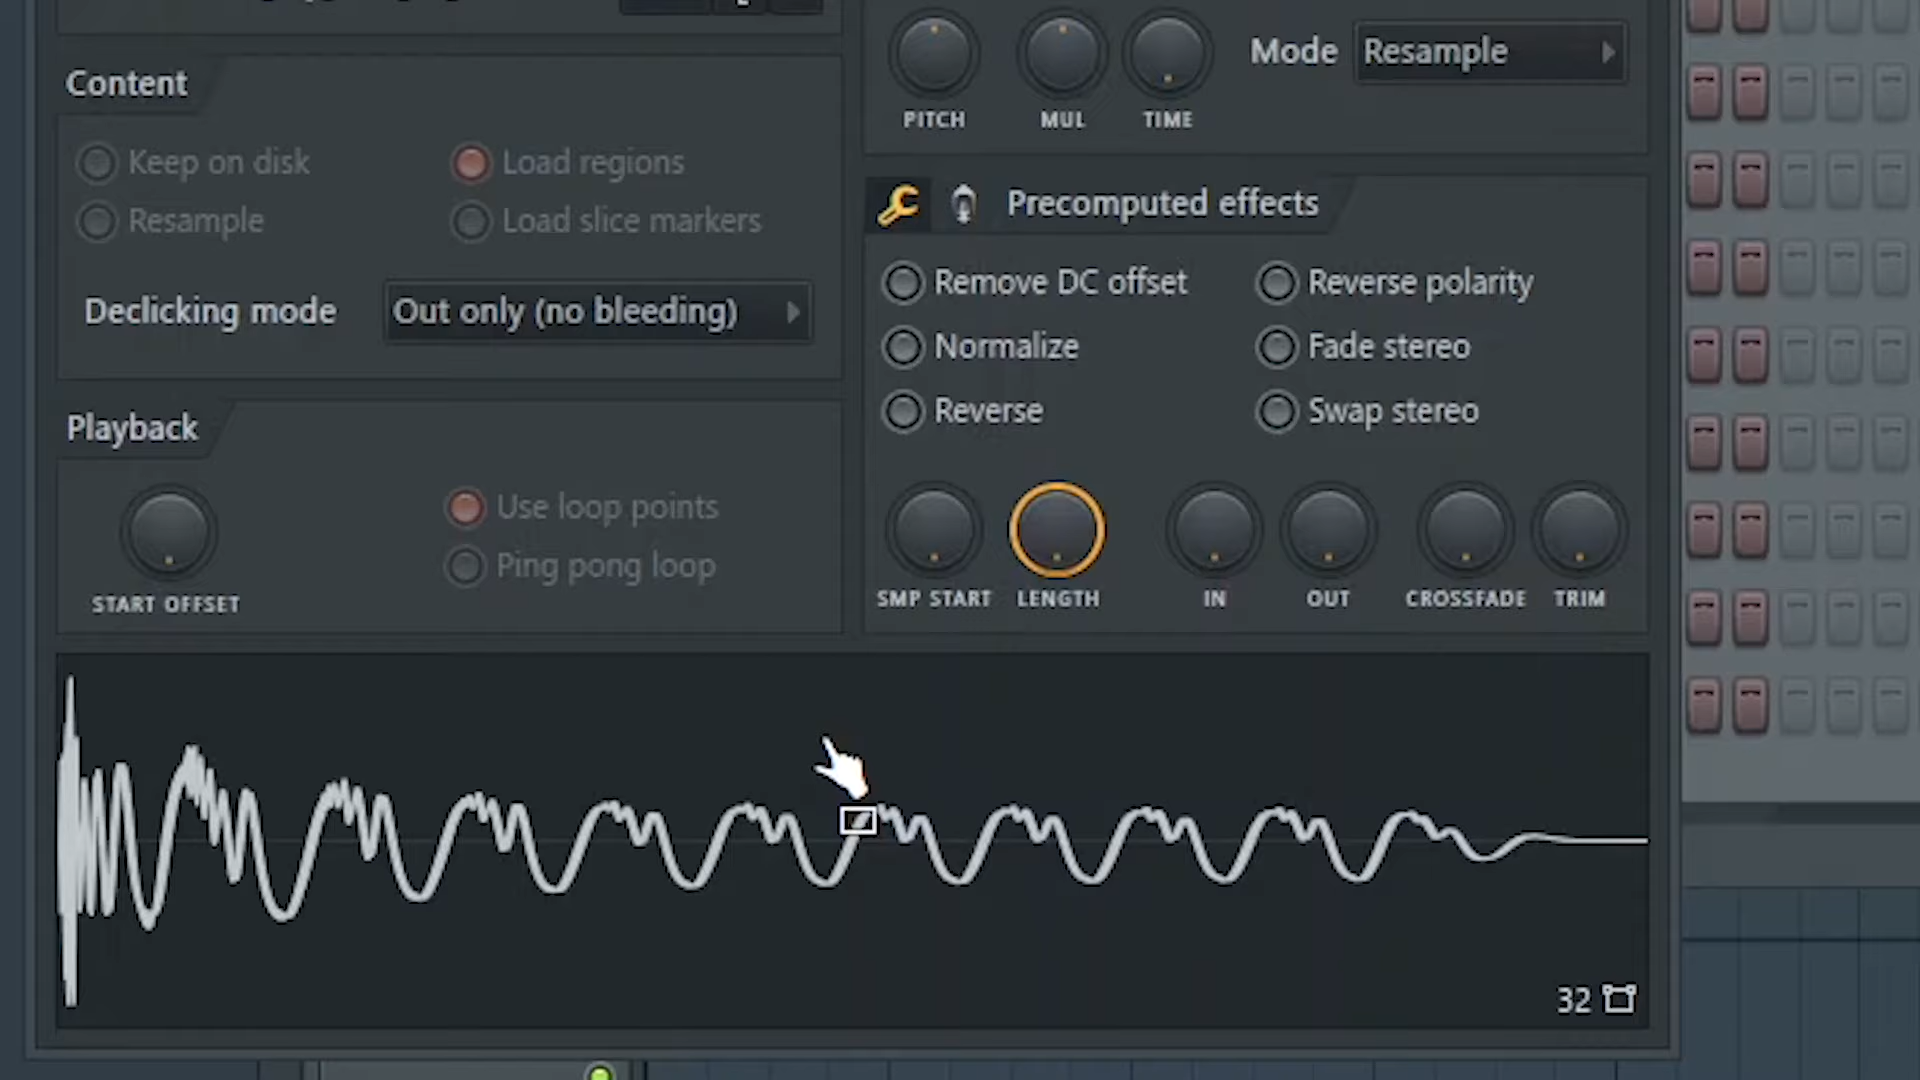 Content
Keep on disk
Load regions
Resample
Load slice markers
Declicking mode
Out only (no bleeding)
Playback
Use loop points
Ping pong loop
START OFFSET
PITCH
MUL
TIME
Mode
Resample
Precomputed effects
Remove DC offset
Reverse polarity
Normalize
Fade stereo
Reverse
Swap stereo
SMP START
LENGTH
IN
OUT
CROSSFADE
TRIM
32